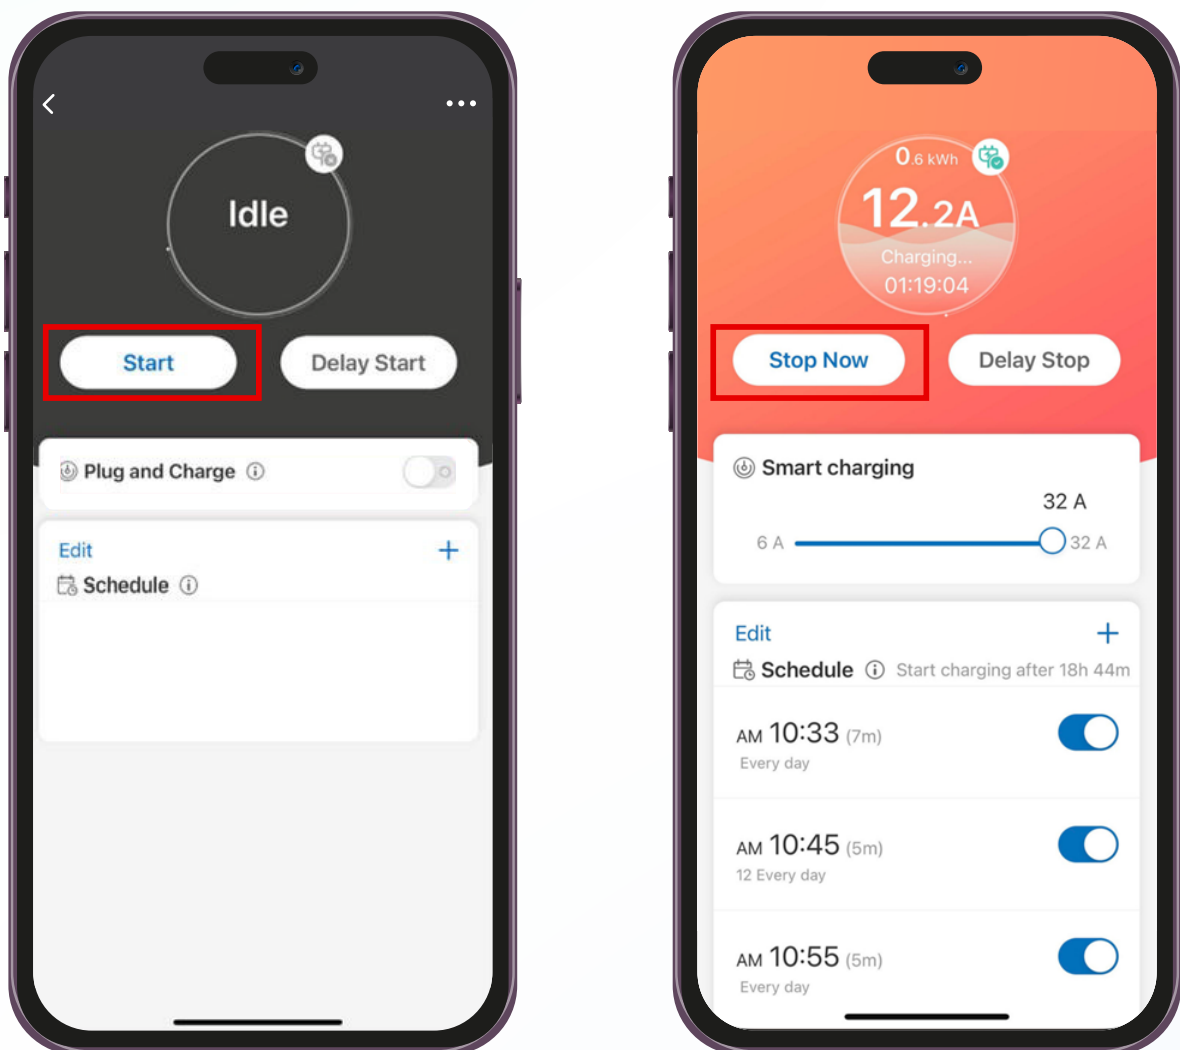 Idle
Start
Delay Start
Plug and Charge
Edit
Schedule
0.6 kWh
12.2A
Charging...
01:19:04
Stop Now
Delay Stop
Smart charging
32 A
6 A
32 A
Edit
Schedule Start charging after 18h 44m
AM 10:33 (7m)
Every day
AM 10:45 (5m)
12 Every day
AM 10:55 (5m)
Every day